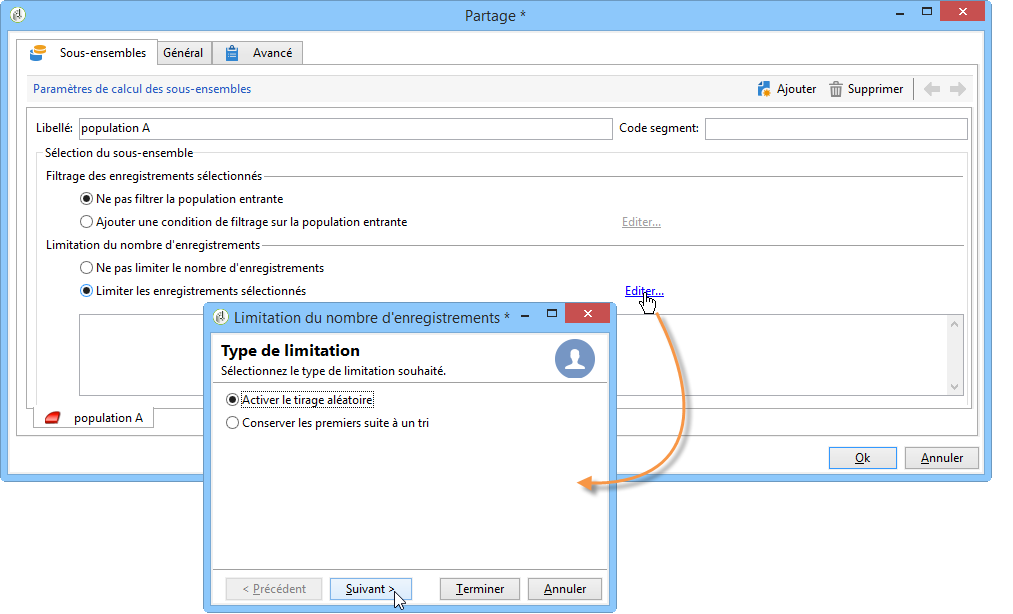 Partage *
Sous-ensembles Général Avancé
Paramètres de calcul des sous-ensembles Ajouter Supprimer
Libellé: population A Code segment:
Sélection du sous-ensemble
Filtrage des enregistrements sélectionnés
Ne pas filtrer la population entrante
Ajouter une condition de filtrage sur la population entrante Editer...
Limitation du nombre d'enregistrements
Ne pas limiter le nombre d'enregistrements
Limiter les enregistrements sélectionnés Editer...
population A
Ok Annuler
Limitation du nombre d'enregistrements *
Type de limitation
Sélectionnez le type de limitation souhaité.
Activer le tirage aléatoire
Conserver les premiers suite à un tri
< Précédent Suivant > Terminer Annuler